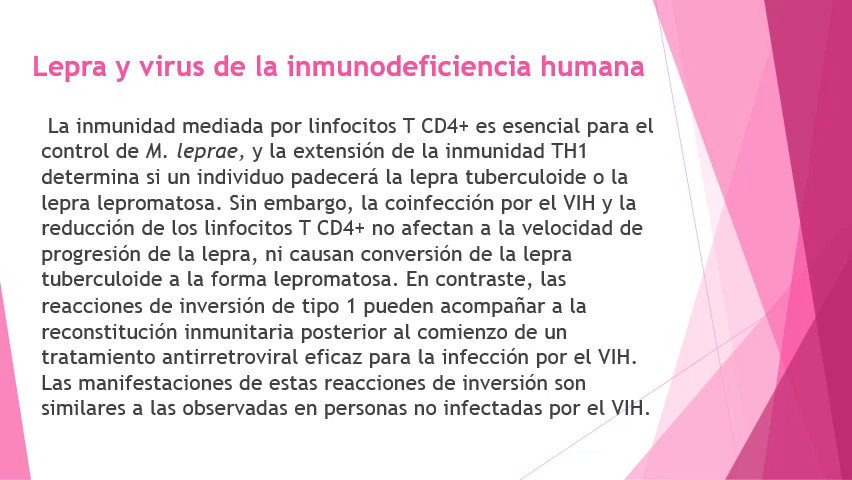 Lepra y virus de la inmunodeficiencia humana
La inmunidad mediada por linfocitos T CD4+ es esencial para el
control de M. leprae, y la extensión de la inmunidad TH1
determina si un individuo padecerá la lepra tuberculoide o la
lepra lepromatosa. Sin embargo, la coinfección por el VIH y la
reducción de los linfocitos T CD4+ no afectan a la velocidad de
progresión de la lepra, ni causan conversión de la lepra
tuberculoide a la forma lepromatosa. En contraste, las
reacciones de inversión de tipo 1 pueden acompañar a la
reconstitución inmunitaria posterior al comienzo de un
tratamiento antirretroviral eficaz para la infección por el VIH.
Las manifestaciones de estas reacciones de inversión son
similares a las observadas en personas no infectadas por el VIH.